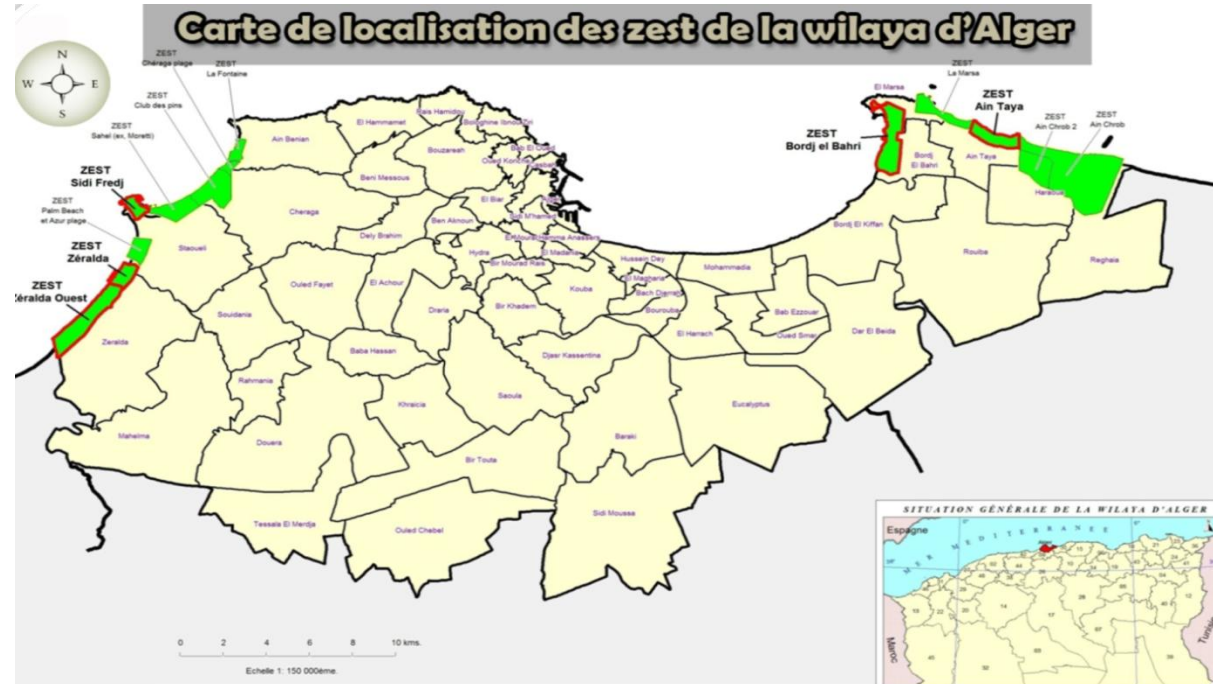 Carte de localisation des zest de la wilaya d'Alger
N
W
E
S
ZEST
Chéraga plage
ZEST
La Fontaine
ZEST
Club des pins
ZEST
Sahel (ex, Moretti)
ZEST
Sidi Fredj
ZEST
Palm Beach
et Azur plage
ZEST
Zéralda
ZEST
Zéralda Ouest
ZEST
La Marsa
El Marsa
ZEST
Ain Taya
ZEST
Ain Chrob 2
ZEST
Ain Chrob
ZEST
Bordj el Bahri
Bordj
El Bahri
Ain Taya
Rais Hamidou
El Hammamet
Ain Benian
Bouzareah
Bab El Oued
Beni Messous
El Biar
Cheraga
Ben Aknoun
Sidi M'hamed
Dely Brahim
El Madania
Staoueli
Hydra
Bir Mourad Rais
Hussein Dey
Mohammadia
Bordj El Kiffan
Rouiba
Reghaia
Ouled Fayet
El Achour
Kouba
El Magharia
Bach Djerrah
Bourouba
Souidania
Draria
Bir Khadem
El Harrach
Bab Ezzouar
Oued Smar
Dar El Beida
Zeralda
Baba Hassan
Djasr Kassentina
Rahmania
Khraicia
Saoula
Eucalyptus
Mahelma
Douera
Baraki
Bir Touta
Tessala El Merdja
Ouled Chebel
Sidi Moussa
0 2 4 6 8 10 kms.
Echelle 1: 150 000ème.
SITUATION GÉNÉRALE DE LA WILAYA D'ALGER
Espagne
MER MEDITERRANEE
Alger
Maroc
Tunisie